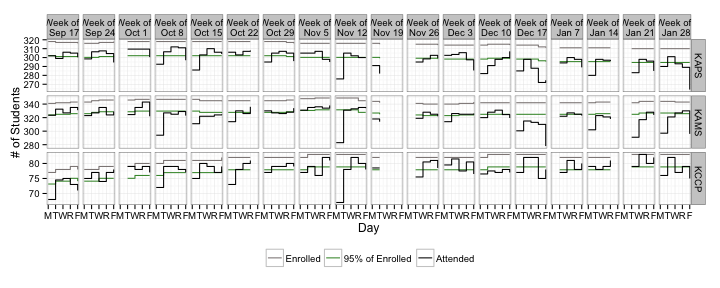 Week of Week of Week of Week of Week of Week of Week of Week of Week of Week of Week of Week of Week of Week of Week of Week of Week of Week of
Sep 17 Sep 24 Oct 1 Oct 8 Oct 15 Oct 22 Oct 29 Nov 5 Nov 12 Nov 19 Nov 26 Dec 3 Dec 10 Dec 17 Jan 7 Jan 14 Jan 21 Jan 28
320
310
300
290
280
270
KAPS
340
320
300
280
KAMS
80
75
70
KCCP
# of Students
MTWRFMTWRFMTWRFMTWRFMTWRFMTWRFMTWRFMTWRFMTWRFMTWRFMTWRFMTWRFMTWRFMTWRFMTWRFMTWRFMTWRFMTWRF
Day
Enrolled 95% of Enrolled Attended